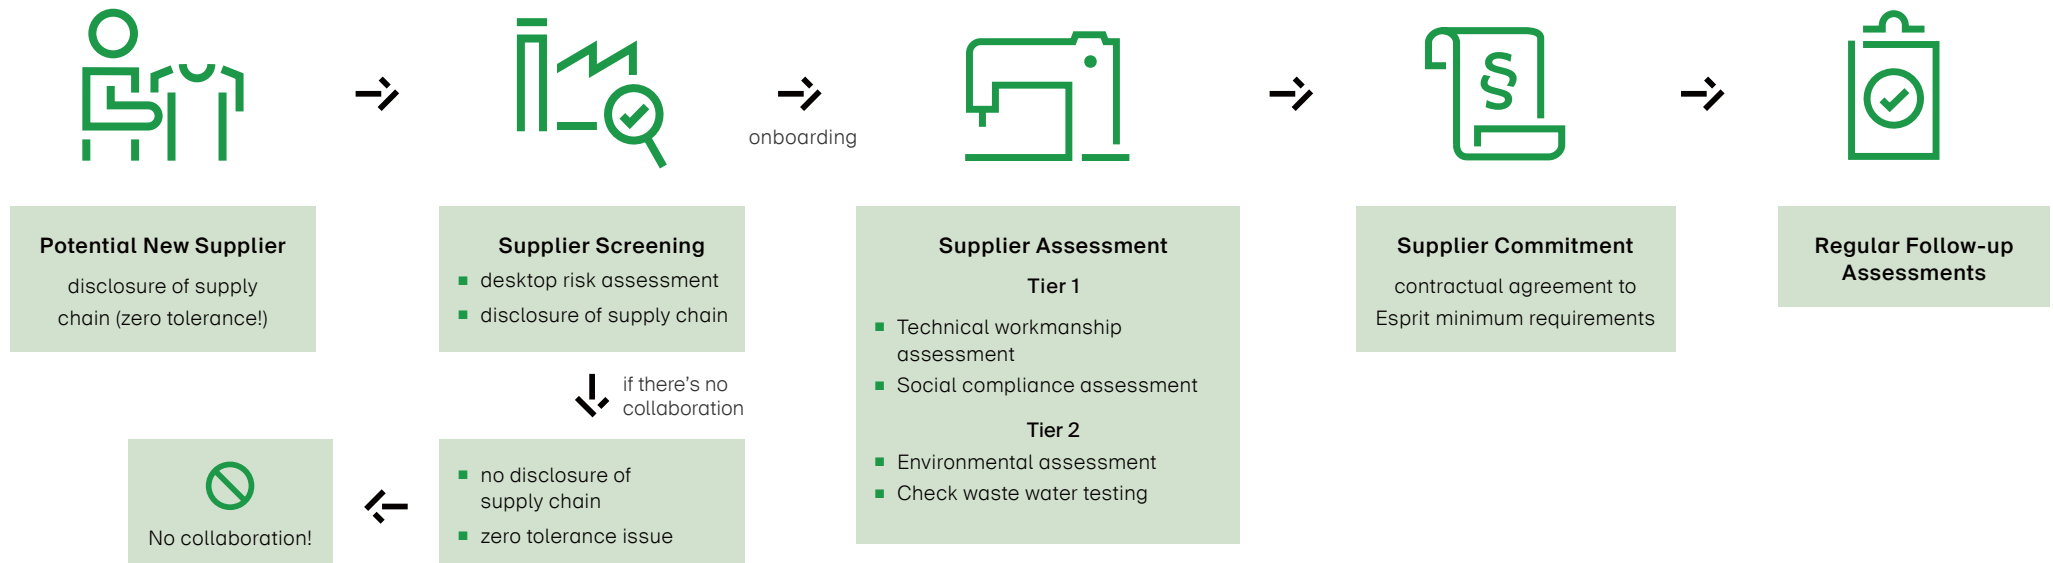 onboarding
Potential New Supplier
disclosure of supply
chain (zero tolerance!)
Supplier Screening
desktop risk assessment
disclosure of supply chain
if there's no
collaboration
no disclosure of
supply chain
zero tolerance issue
No collaboration!
Supplier Assessment
Tier 1
Technical workmanship
assessment
Social compliance assessment
Tier 2
Environmental assessment
Check waste water testing
§
Supplier Commitment
contractual agreement to
Esprit minimum requirements
Regular Follow-up
Assessments